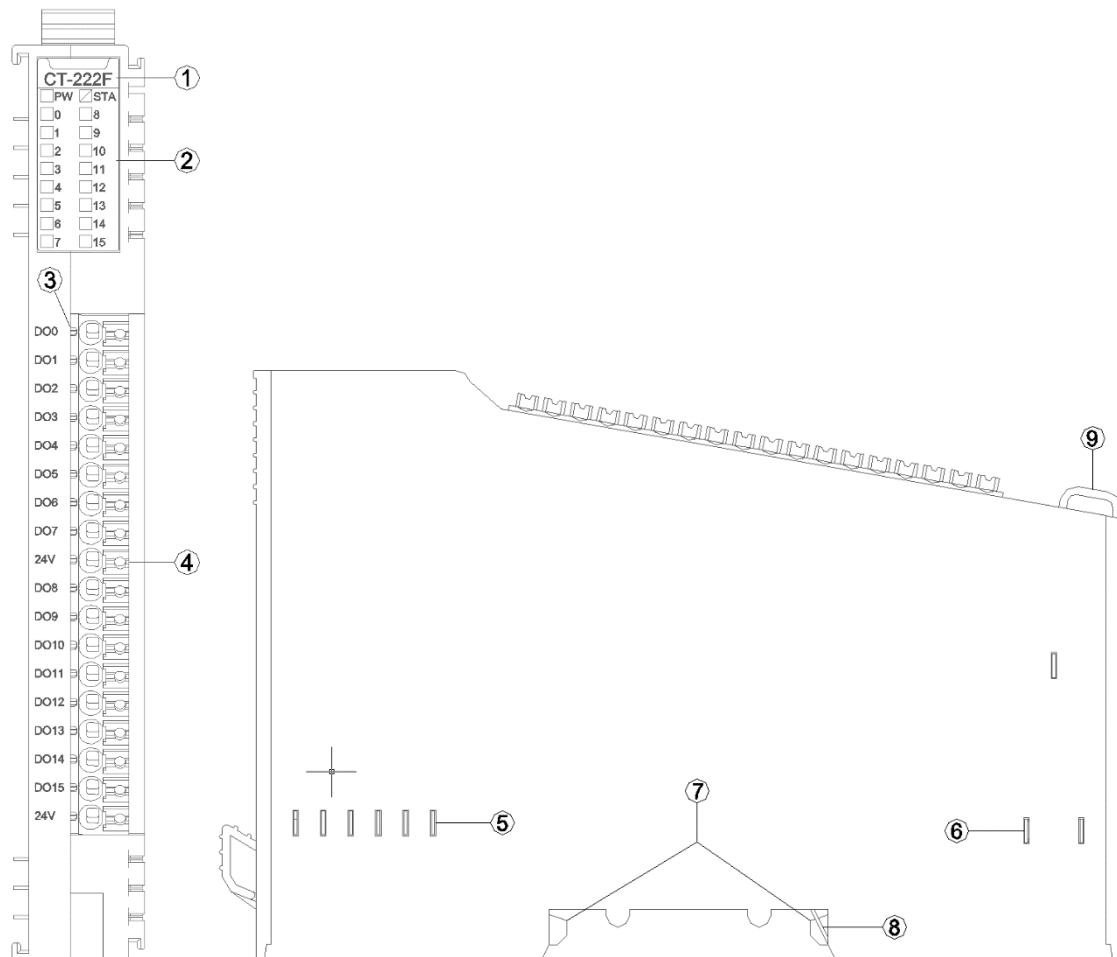 CT-222F
①
PW STA
0 8
1 9
2 10
②
3 11
4 12
5 13
6 14
7 15
③
DO0
DO1
DO2
DO3
DO4
DO5
DO6
DO7
24V
④
DO8
DO9
DO10
DO11
DO12
DO13
DO14
DO15
24V
⑨
⑦
⑤
⑥
⑧